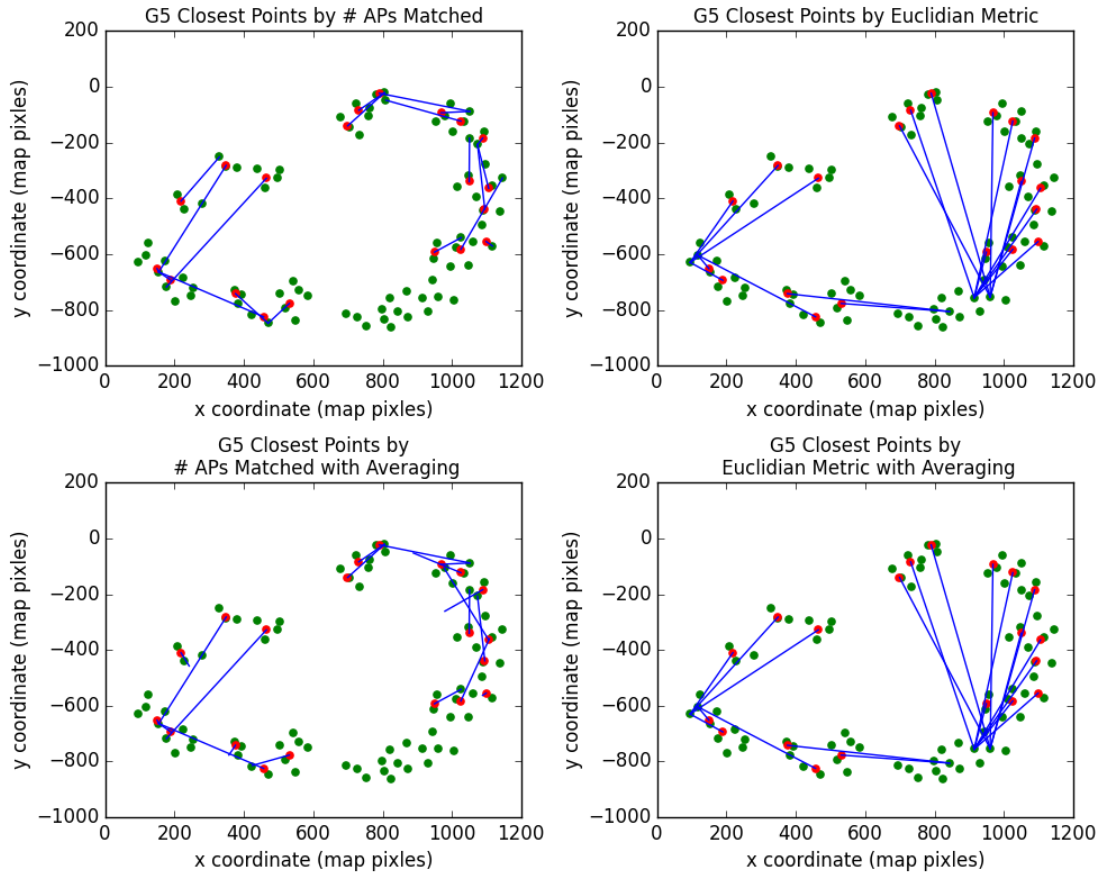 G5 Closest Points by # APs Matched
200
0
−200
−400
−600
−800
−1000
0 200 400 600 800 1000 1200
x coordinate (map pixles)
y coordinate (map pixles)
G5 Closest Points by Euclidian Metric
200
0
−200
−400
−600
−800
−1000
0 200 400 600 800 1000 1200
x coordinate (map pixles)
y coordinate (map pixles)
G5 Closest Points by
# APs Matched with Averaging
200
0
−200
−400
−600
−800
−1000
0 200 400 600 800 1000 1200
x coordinate (map pixles)
y coordinate (map pixles)
G5 Closest Points by
Euclidian Metric with Averaging
200
0
−200
−400
−600
−800
−1000
0 200 400 600 800 1000 1200
x coordinate (map pixles)
y coordinate (map pixles)